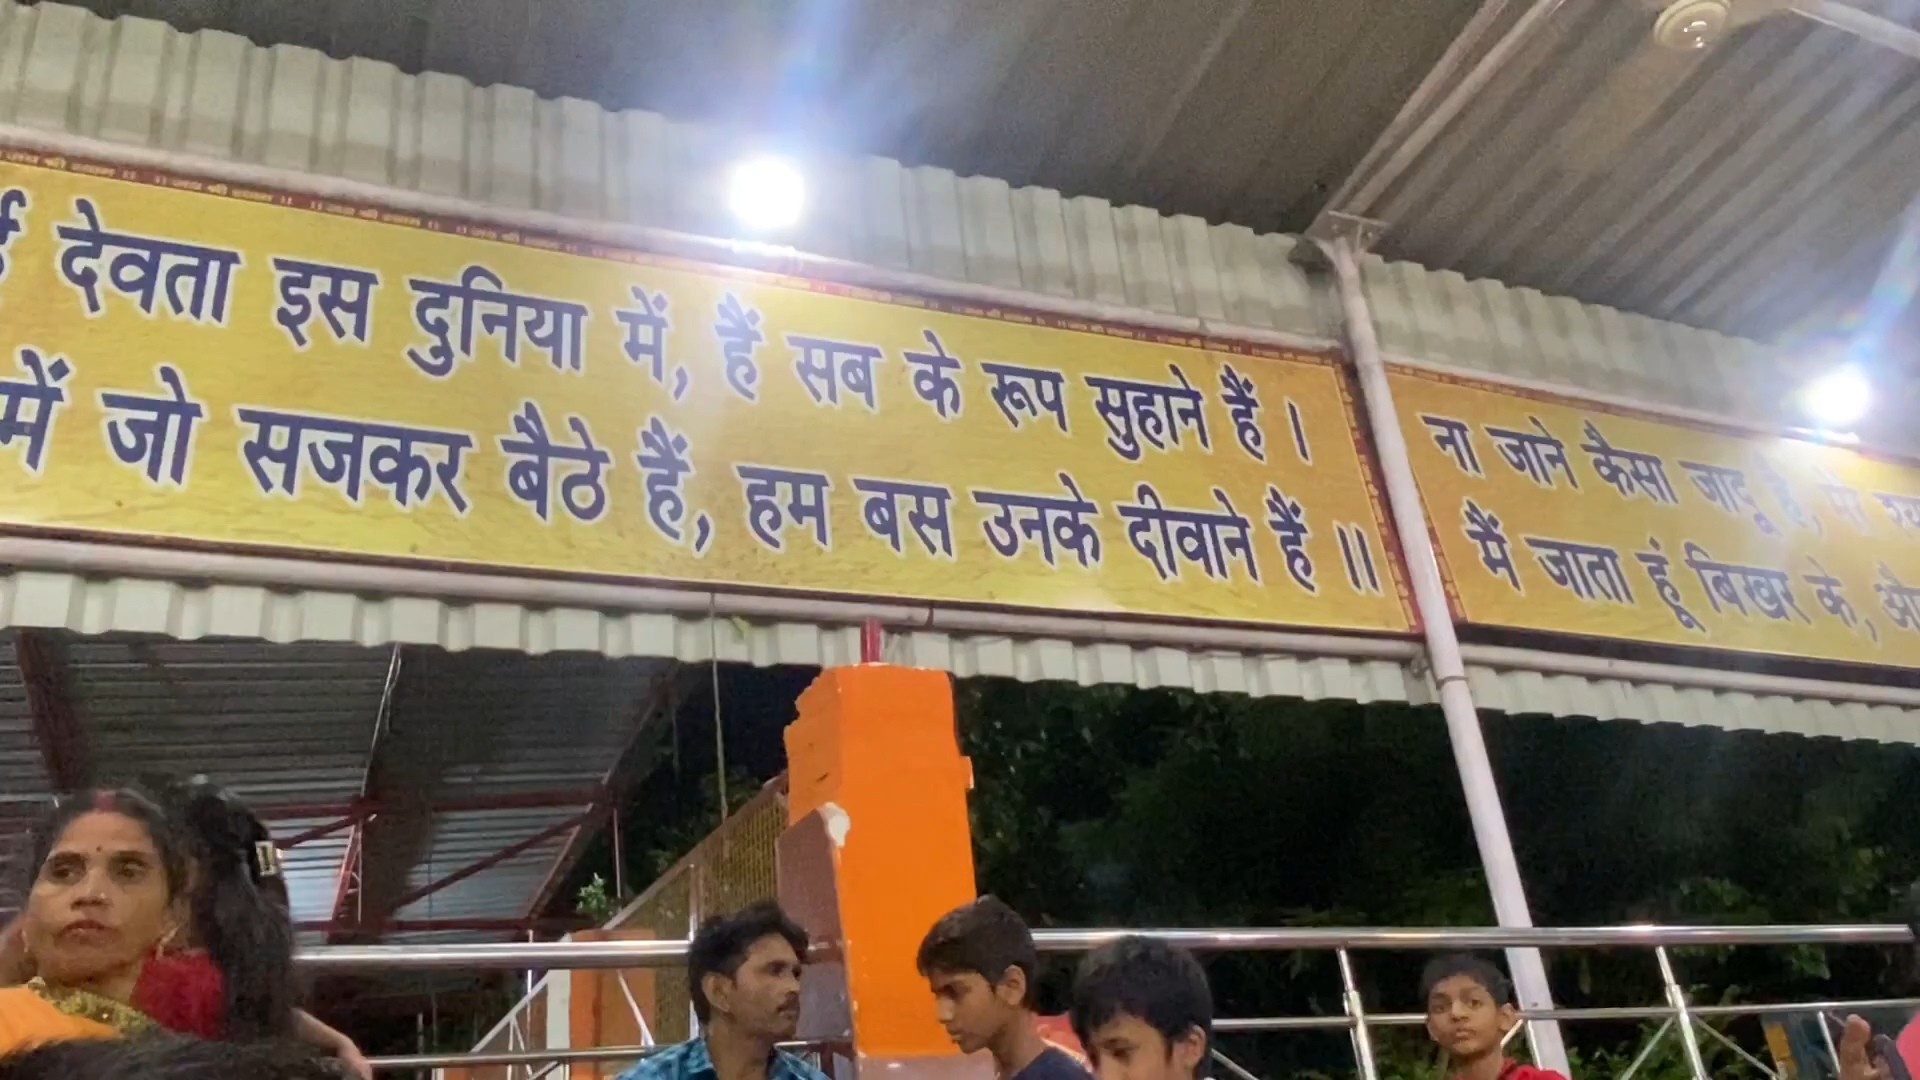 देवता इस दुनिया में, हैं सब के रूप सुहाने हैं ।
में जो सजकर बैठे हैं, हम बस उनके दीवाने हैं ।।
ना जाने कैसा जादू है,
मैं जाता हूं बिखर के,